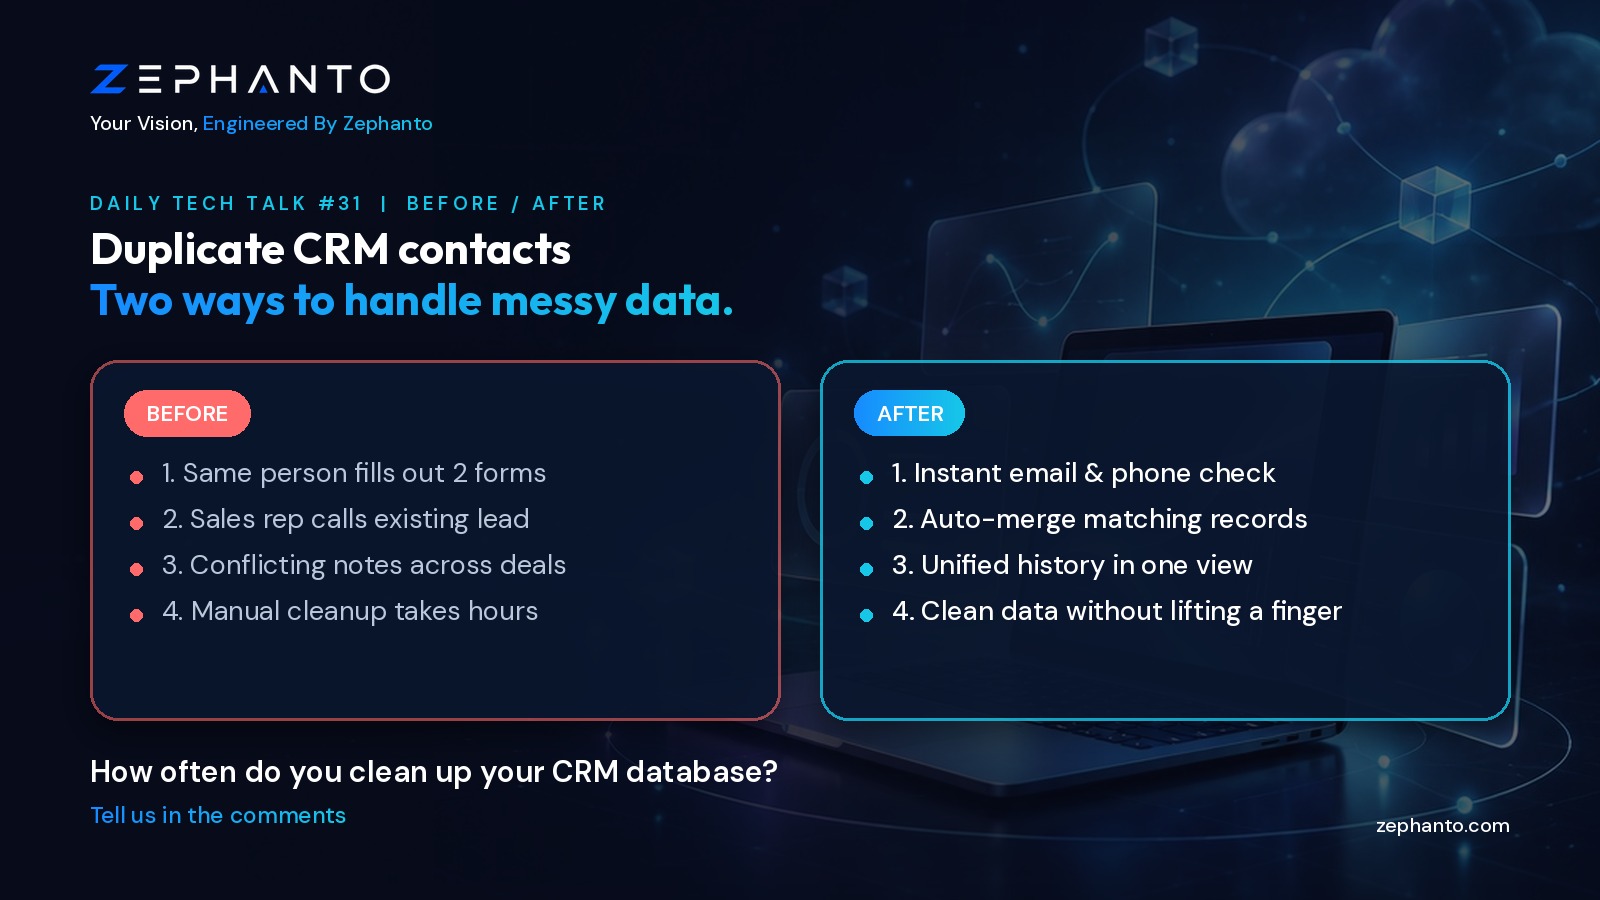 ZEPHANTO
Your Vision, Engineered By Zephanto
DAILY TECH TALK #31 | BEFORE / AFTER
Duplicate CRM contacts
Two ways to handle messy data.
BEFORE
1. Same person fills out 2 forms
2. Sales rep calls existing lead
3. Conflicting notes across deals
4. Manual cleanup takes hours
AFTER
1. Instant email & phone check
2. Auto-merge matching records
3. Unified history in one view
4. Clean data without lifting a finger
How often do you clean up your CRM database?
Tell us in the comments
zephanto.com